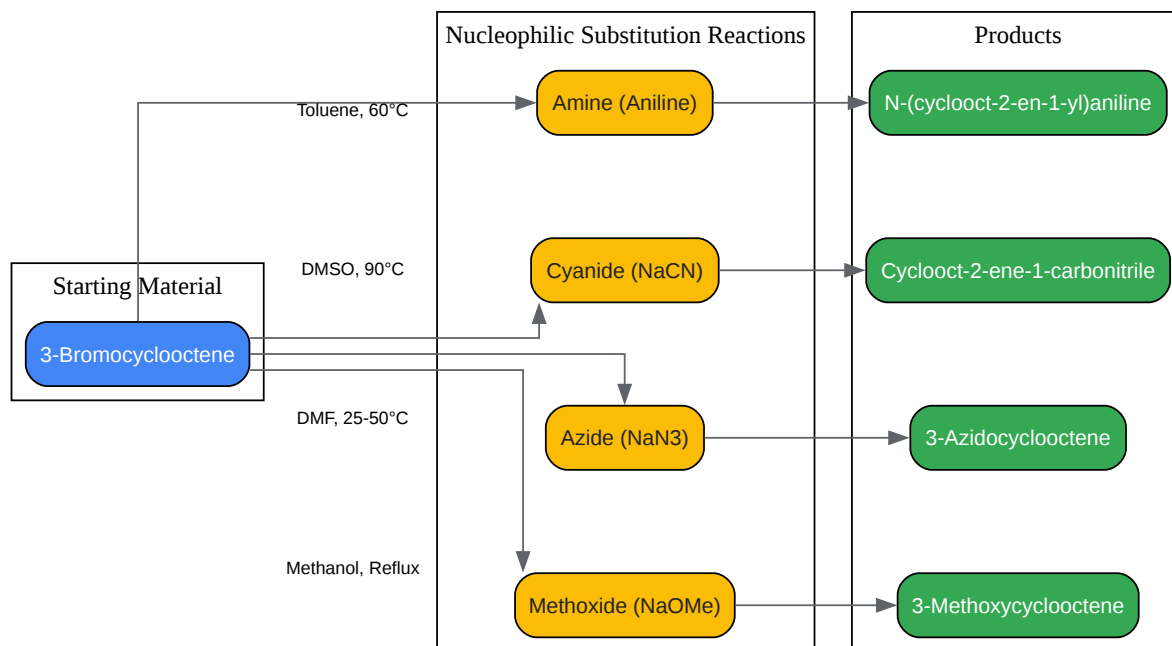 Nucleophilic Substitution Reactions
Products
Toluene, 60°C
Amine (Aniline)
N-(cyclooct-2-en-1-yl)aniline
DMSO, 90°C
Cyanide (NaCN)
Cyclooct-2-ene-1-carbonitrile
Starting Material
3-Bromocyclooctene
DMF, 25-50°C
Azide (NaN3)
3-Azidocyclooctene
Methanol, Reflux
Methoxide (NaOMe)
3-Methoxycyclooctene